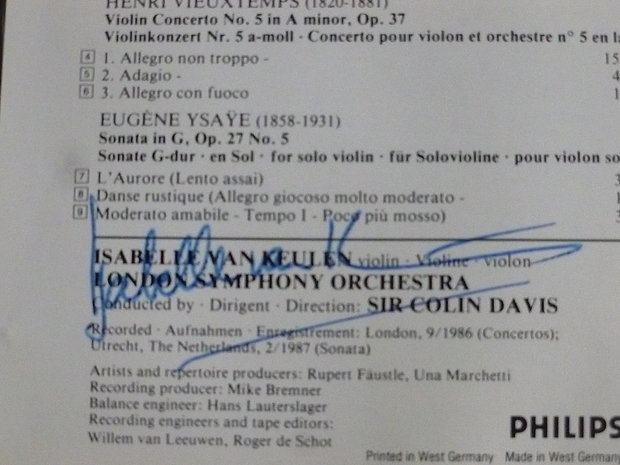 HENRI VIEUXTEMPS (1820-1881)
Violin Concerto No. 5 in A minor, Op. 37
Violinkonzert Nr. 5 a-moll · Concerto pour violon et orchestre n° 5 en
4 1. Allegro non troppo - 15
5 2. Adagio - 4
6 3. Allegro con fuoco 1
EUGÈNE YSAŸE (1858-1931)
Sonata in G, Op. 27 No. 5
Sonate G-dur · en Sol · for solo violin · für Solovioline · pour violon so
7 L'Aurore (Lento assai) 3
8 Danse rustique (Allegro giocoso molto moderato - 1
9 Moderato amabile - Tempo I - Poco più mosso) 3
ISABELLE VAN KEULEN violin · Violine · violon
LONDON SYMPHONY ORCHESTRA
Conducted by · Dirigent · Direction: SIR COLIN DAVIS
Recorded · Aufnahmen · Enregistrement: London, 9/1986 (Concertos);
Utrecht, The Netherlands, 2/1987 (Sonata)
Artists and repertoire producers: Rupert Faustle, Una Marchetti
Recording producer: Mike Bremner
Balance engineer: Hans Lauterslager
Recording engineers and tape editors:
Willem van Leeuwen, Roger de Schot
PHILIPS
Printed in West Germany Made in West Germany